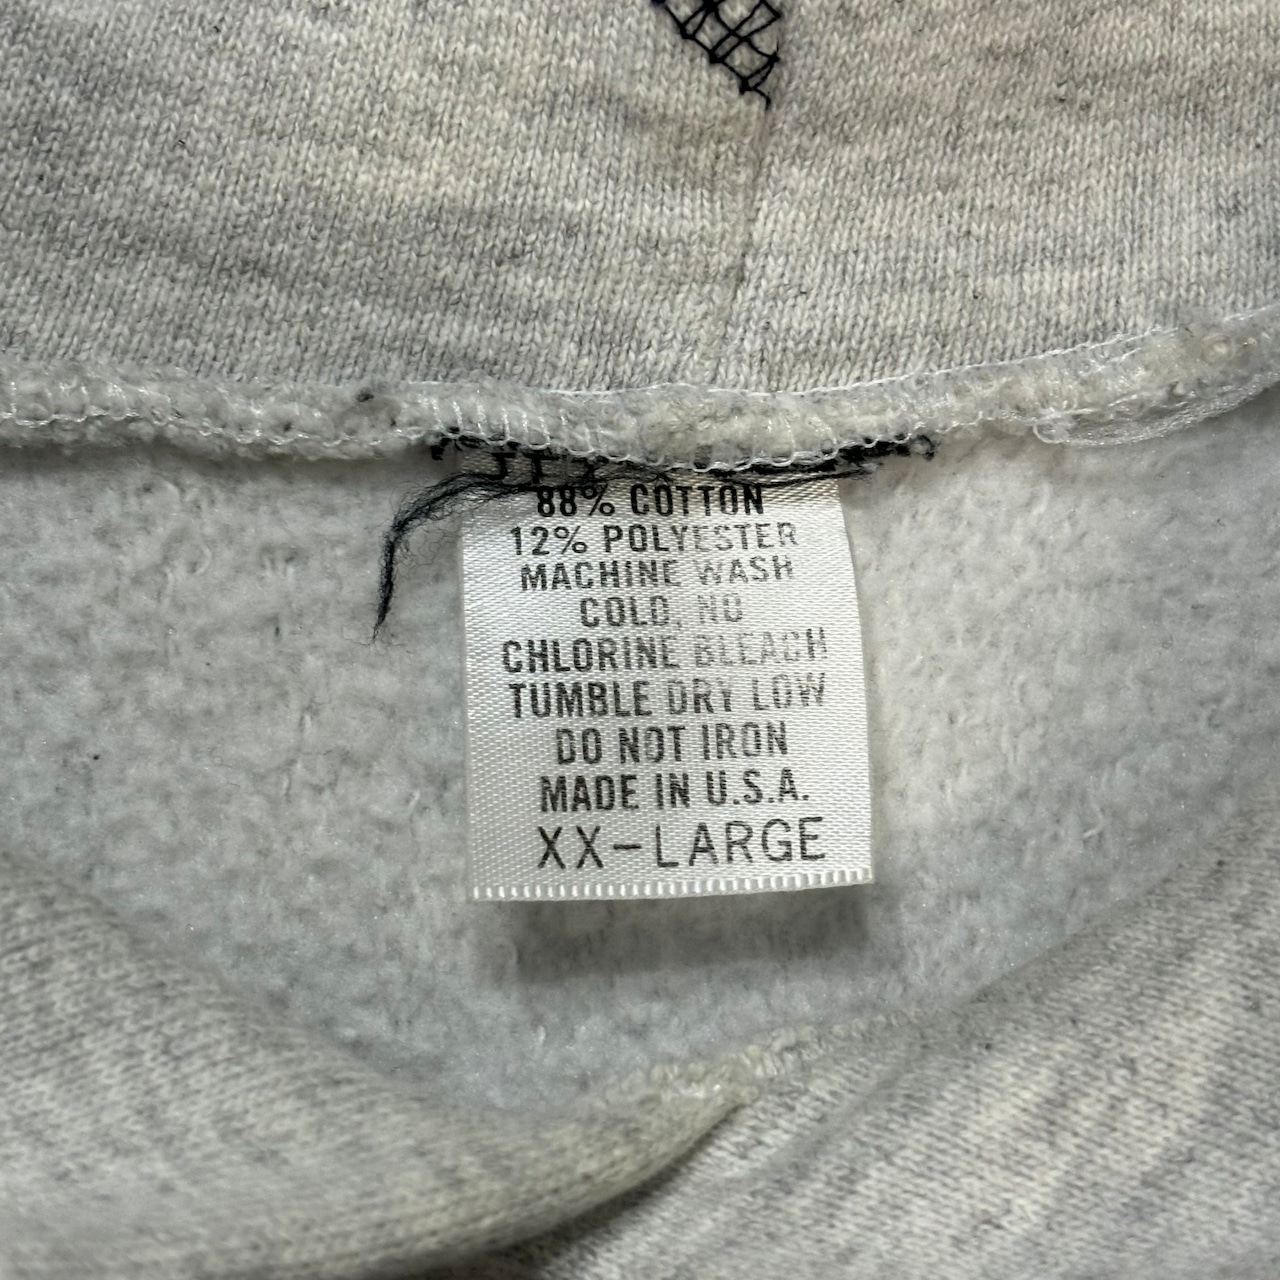 88% COTTON
12% POLYESTER
MACHINE WASH
COLD, NO
CHLORINE BLEACH
TUMBLE DRY LOW
DO NOT IRON
MADE IN U.S.A.
XX-LARGE